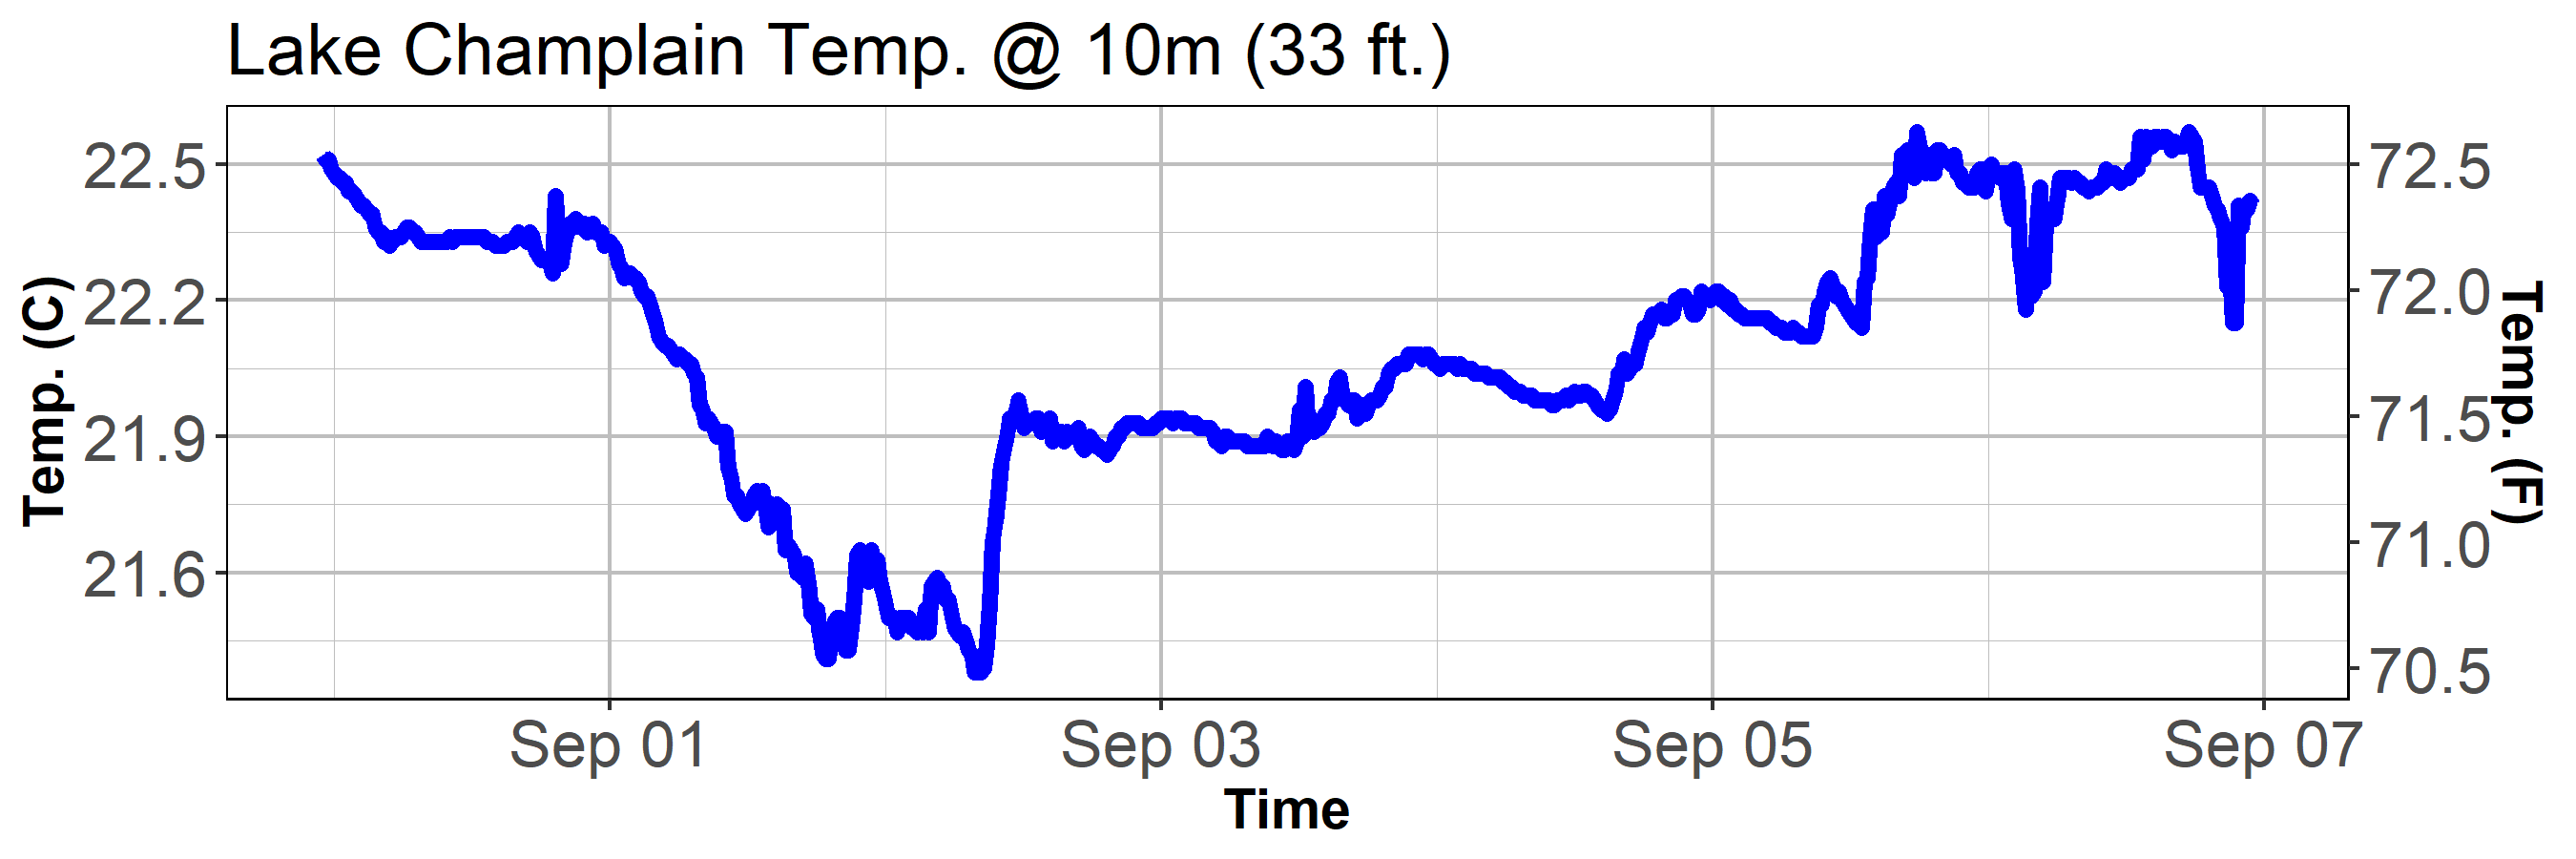 Lake Champlain Temp. @ 10m (33 ft.)
Temp. (C)
22.5
22.2
21.9
21.6
72.5
72.0
71.5
71.0
70.5
Temp. (F)
Sep 01
Sep 03
Sep 05
Sep 07
Time